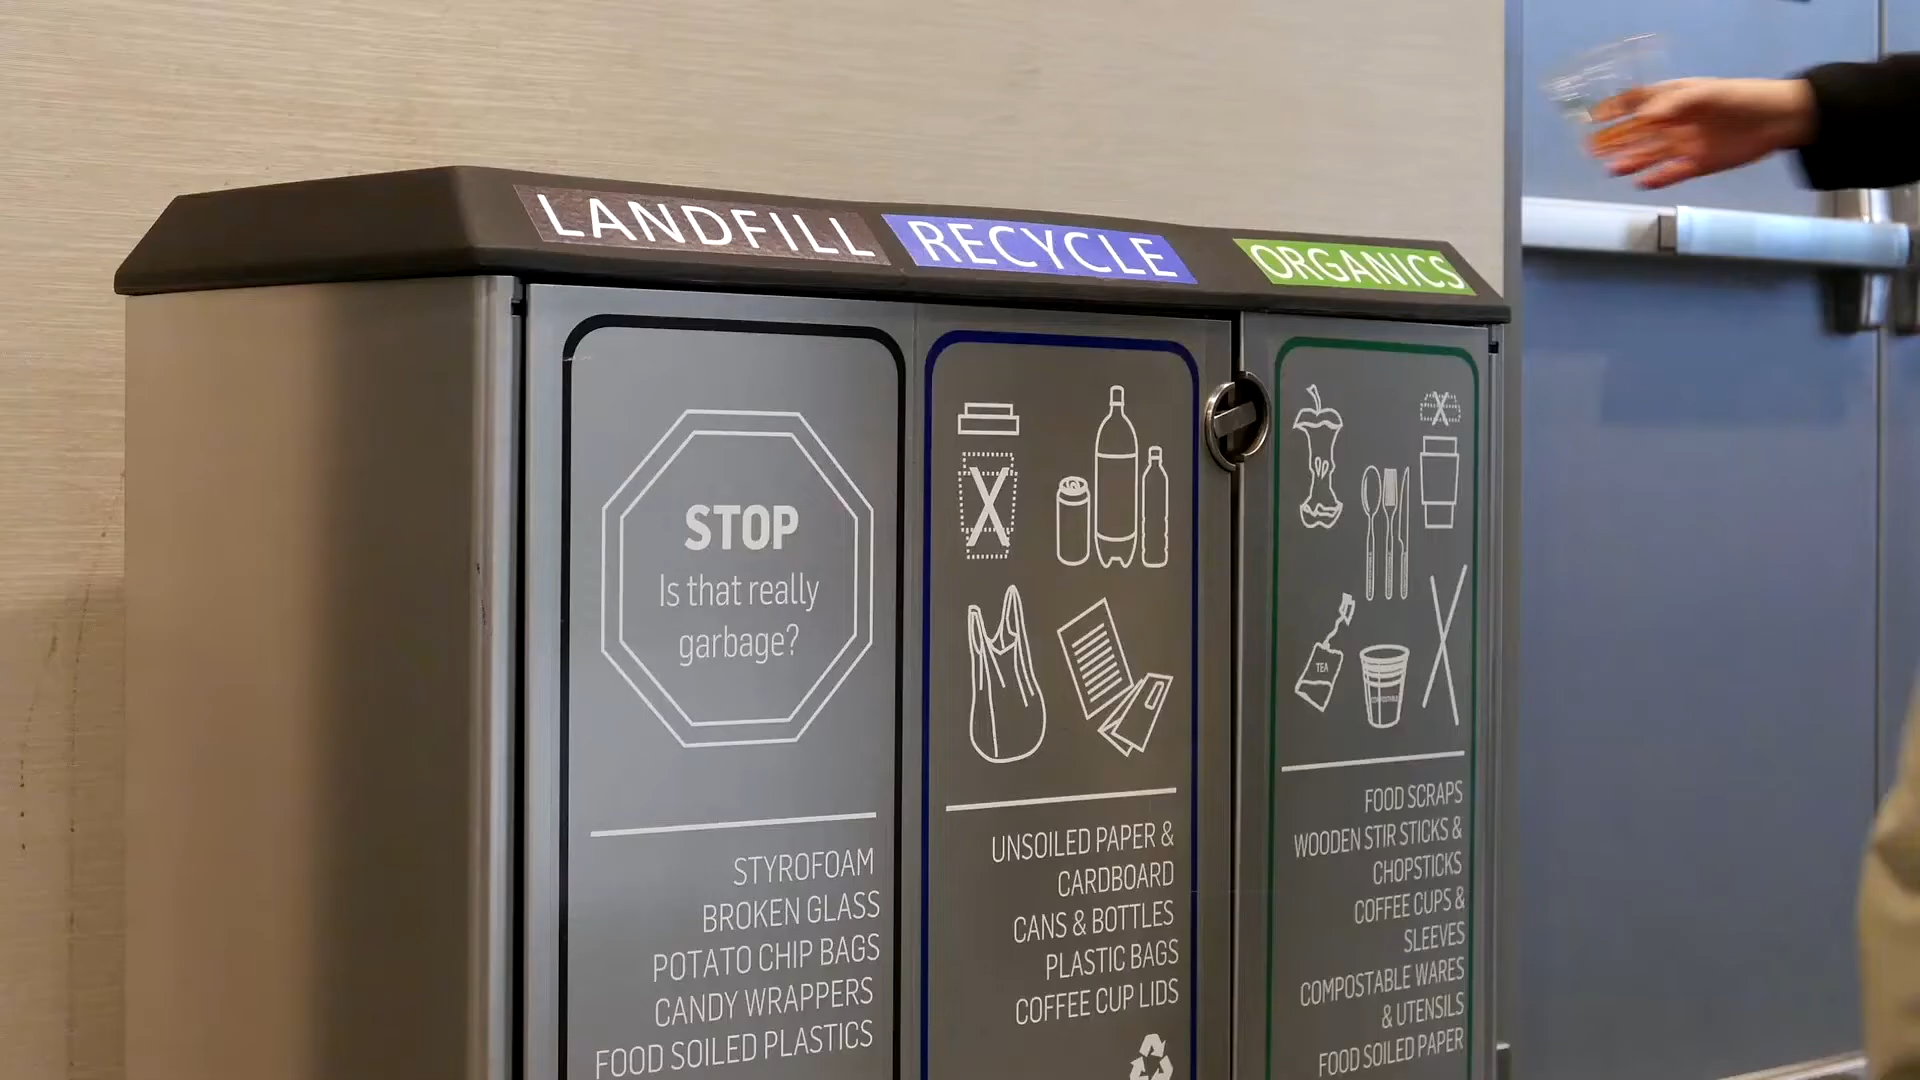 LANDFILL
RECYCLE
ORGANICS
STOP
Is that really
garbage?
STYROFOAM
BROKEN GLASS
POTATO CHIP BAGS
CANDY WRAPPERS
FOOD SOILED PLASTICS
UNSOILED PAPER &
CARDBOARD
CANS & BOTTLES
PLASTIC BAGS
COFFEE CUP LIDS
TEA
FOOD SCRAPS
WOODEN STIR STICKS &
CHOPSTICKS
COFFEE CUPS &
SLEEVES
COMPOSTABLE WARES
& UTENSILS
FOOD SOILED PAPER